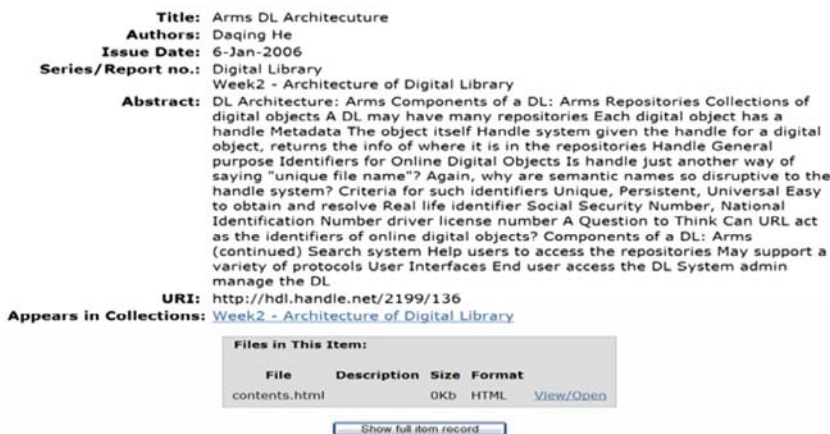 Title: Arms DL Architecuture
Authors: Daqing He
Issue Date: 6-Jan-2006
Series/Report no.: Digital Library
Week2 - Architecture of Digital Library
Abstract: DL Architecture: Arms Components of a DL: Arms Repositories Collections of
digital objects A DL may have many repositories Each digital object has a
handle Metadata The object itself Handle system given the handle for a digital
object, returns the info of where it is in the repositories Handle General
purpose Identifiers for Online Digital Objects Is handle just another way of
saying "unique file name"? Again, why are semantic names so disruptive to the
handle system? Criteria for such identifiers Unique, Persistent, Universal Easy
to obtain and resolve Real life identifier Social Security Number, National
Identification Number driver license number A Question to Think Can URL act
as the identifiers of online digital objects? Components of a DL: Arms
(continued) Search system Help users to access the repositories May support a
variety of protocols User Interfaces End user access the DL System admin
manage the DL
URI: http://hdl.handle.net/2199/136
Appears in Collections: Week2 - Architecture of Digital Library
Files in This Item:
File Description Size Format
contents.html 0Kb HTML View/Open
Show full item record